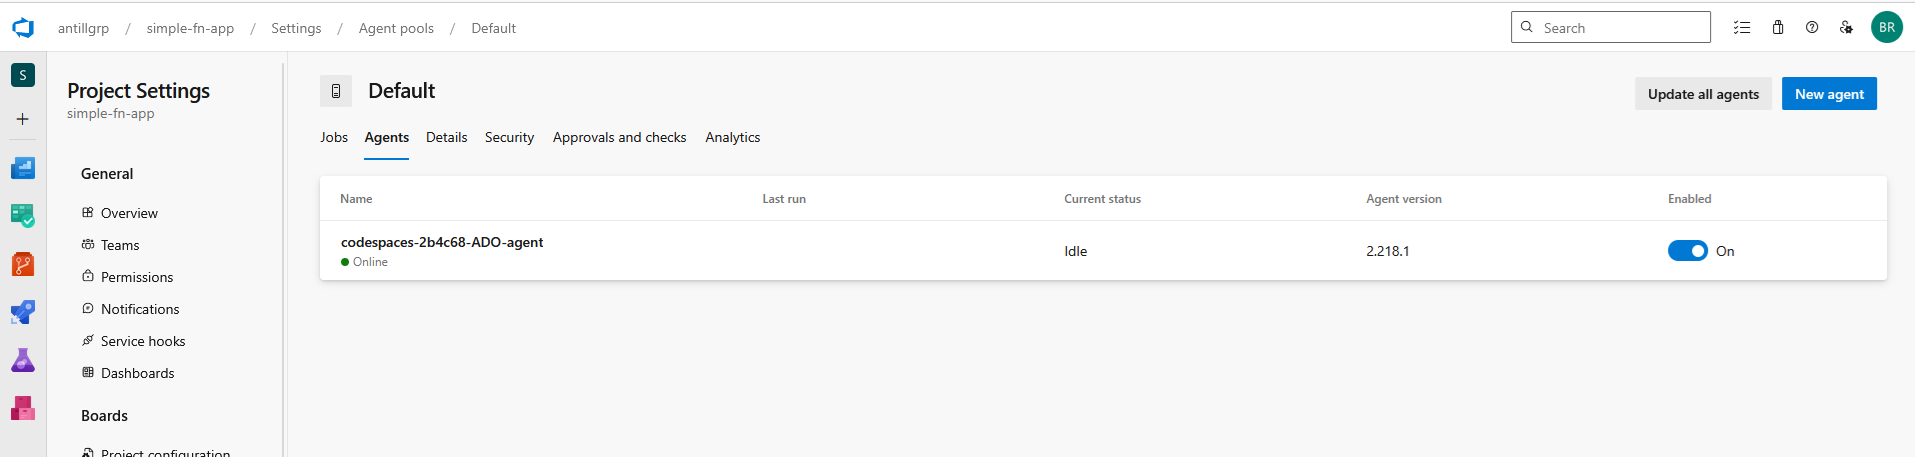 antillgrp / simple-fn-app / Settings / Agent pools / Default
Search
BR
S
Project Settings
simple-fn-app
General
Overview
Teams
Permissions
Notifications
Service hooks
Dashboards
Boards
Project configuration
Default
Update all agents
New agent
Jobs Agents Details Security Approvals and checks Analytics
Name Last run Current status Agent version Enabled
codespaces-2b4c68-ADO-agent
Online
Idle
2.218.1
On